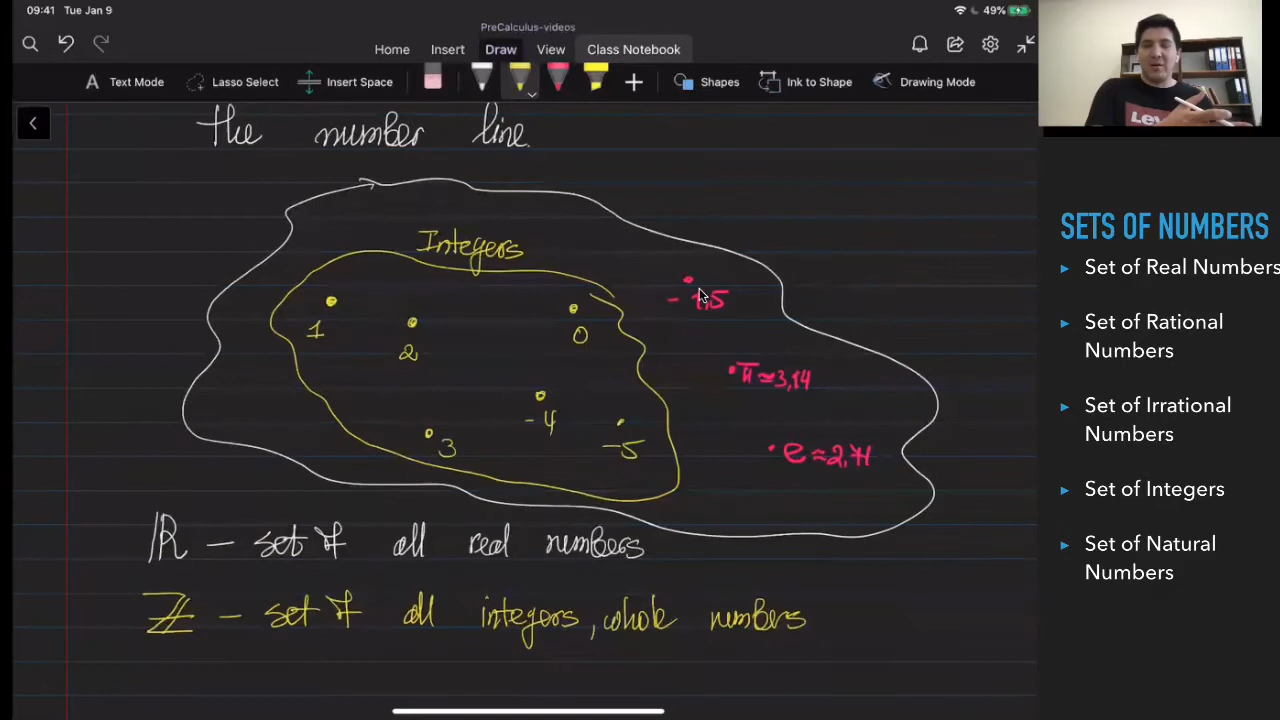 09:41 Tue Jan 9
49%
PreCalculus-videos
Home Insert Draw View Class Notebook
Text Mode Lasso Select Insert Space Shapes Ink to Shape Drawing Mode
The number line
Integers
1
2
0
3
-4
-5
-1,5
π≃3,14
e≈2,71
ℝ - set of all real numbers
ℤ - set of all integers, whole numbers
SETS OF NUMBERS
Set of Real Numbers
Set of Rational
Numbers
Set of Irrational
Numbers
Set of Integers
Set of Natural
Numbers